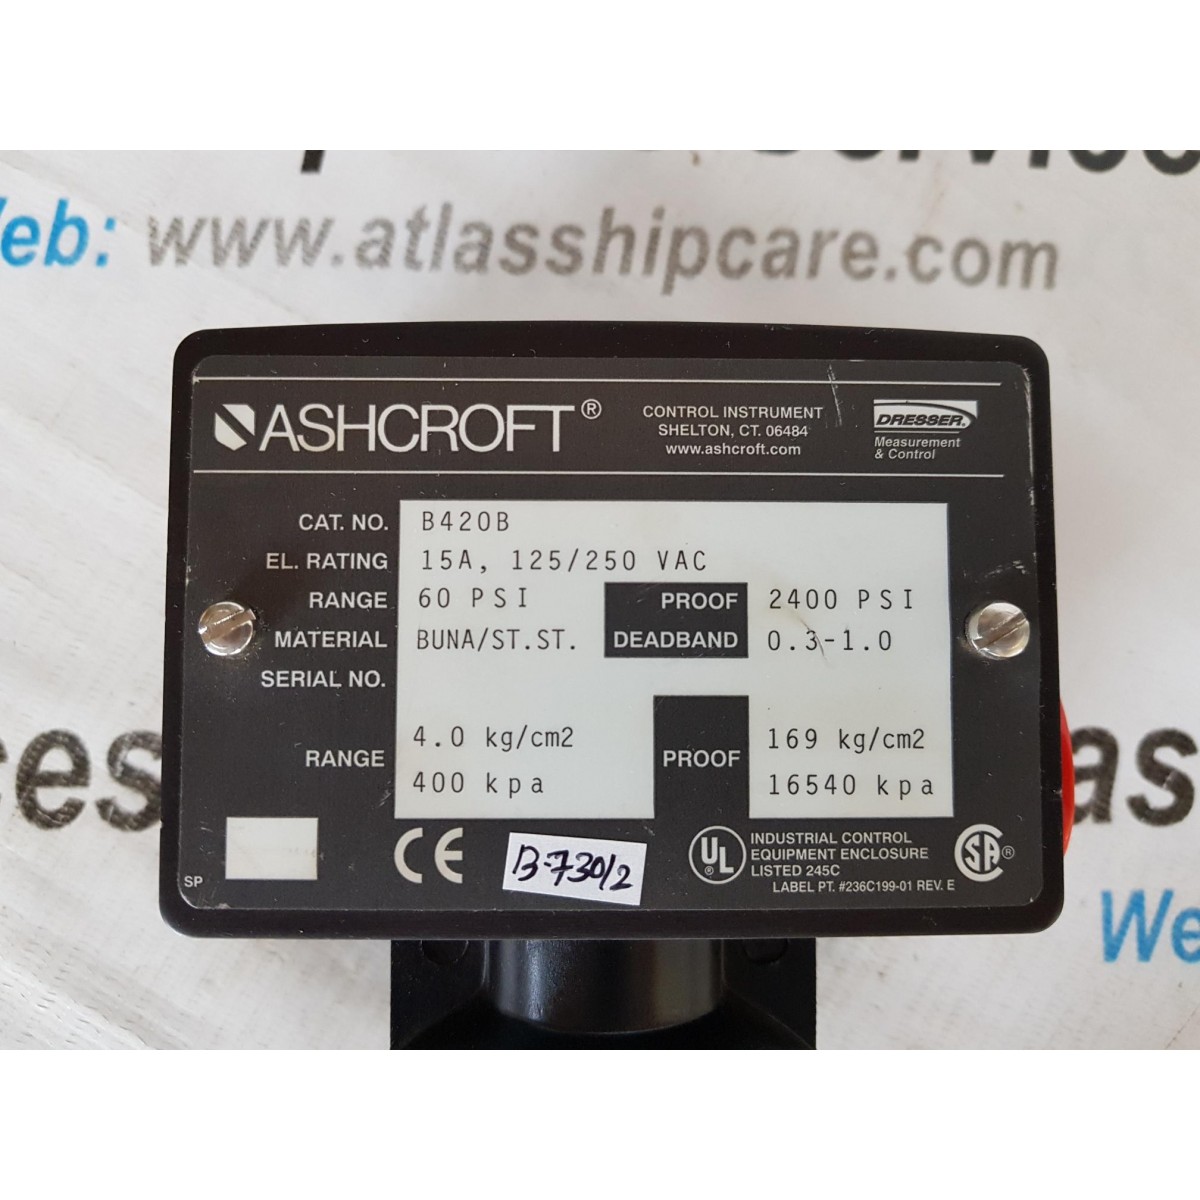 Web: www.atlasshipcare.com
ASHCROFT®
CONTROL INSTRUMENT
SHELTON, CT. 06484
www.ashcroft.com
DRESSER
Measurement
& Control
CAT. NO. B420B
EL. RATING 15A, 125/250 VAC
RANGE 60 PSI PROOF 2400 PSI
MATERIAL BUNA/ST.ST. DEADBAND 0.3-1.0
SERIAL NO.
RANGE 4.0 kg/cm2 PROOF 169 kg/cm2
400 kpa 16540 kpa
SP
CE
B-730/2
UL®
INDUSTRIAL CONTROL
EQUIPMENT ENCLOSURE
LISTED 245C
LABEL PT. #236C199-01 REV. E
SA®